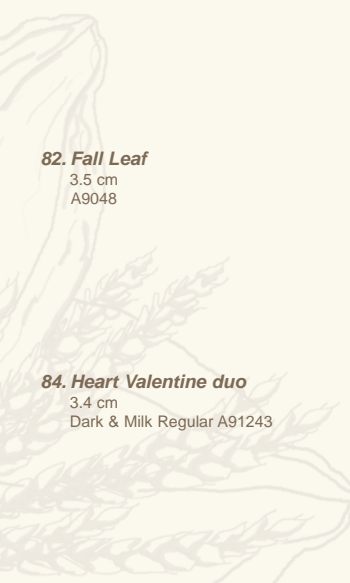 82. Fall Leaf
3.5 cm
A9048
84. Heart Valentine duo
3.4 cm
Dark & Milk Regular A91243